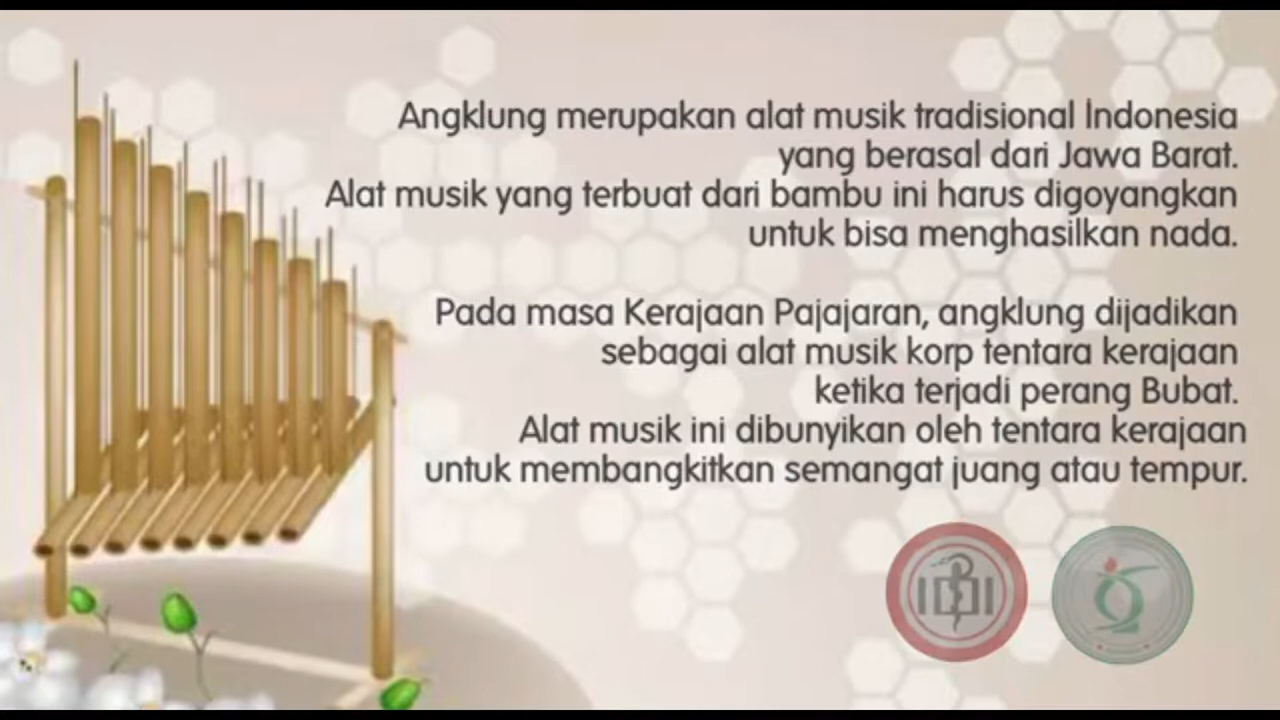 Angklung merupakan alat musik tradisional Indonesia
yang berasal dari Jawa Barat.
Alat musik yang terbuat dari bambu ini harus digoyangkan
untuk bisa menghasilkan nada.
Pada masa Kerajaan Pajajaran, angklung dijadikan
sebagai alat musik korp tentara kerajaan
ketika terjadi perang Bubat.
Alat musik ini dibunyikan oleh tentara kerajaan
untuk membangkitkan semangat juang atau tempur.